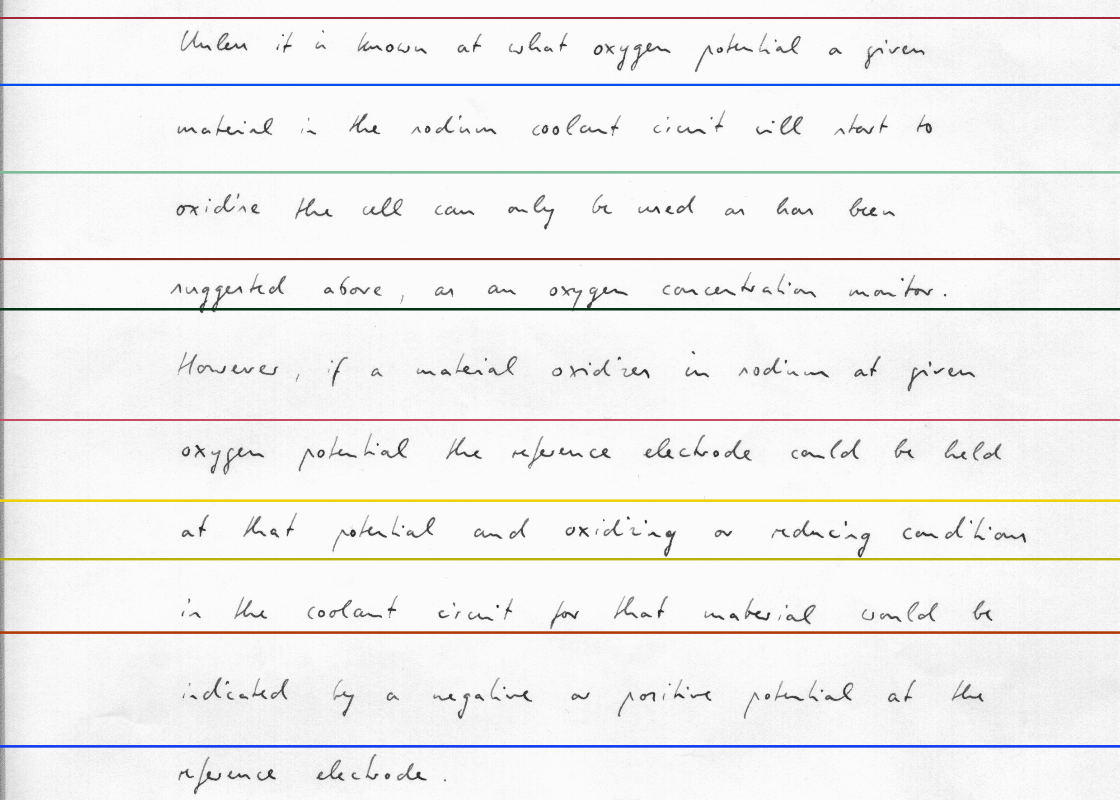 Unless it is known at what oxygen potential a given
material in the sodium coolant circuit will start to
oxidise the cell can only be used as has been
suggested above, as an oxygen concentration monitor.
However, if a material oxidizes in sodium at given
oxygen potential the reference electrode could be held
at that potential and oxidizing or reducing conditions
in the coolant circuit for that material would be
indicated by a negative or positive potential at the
reference electrode.